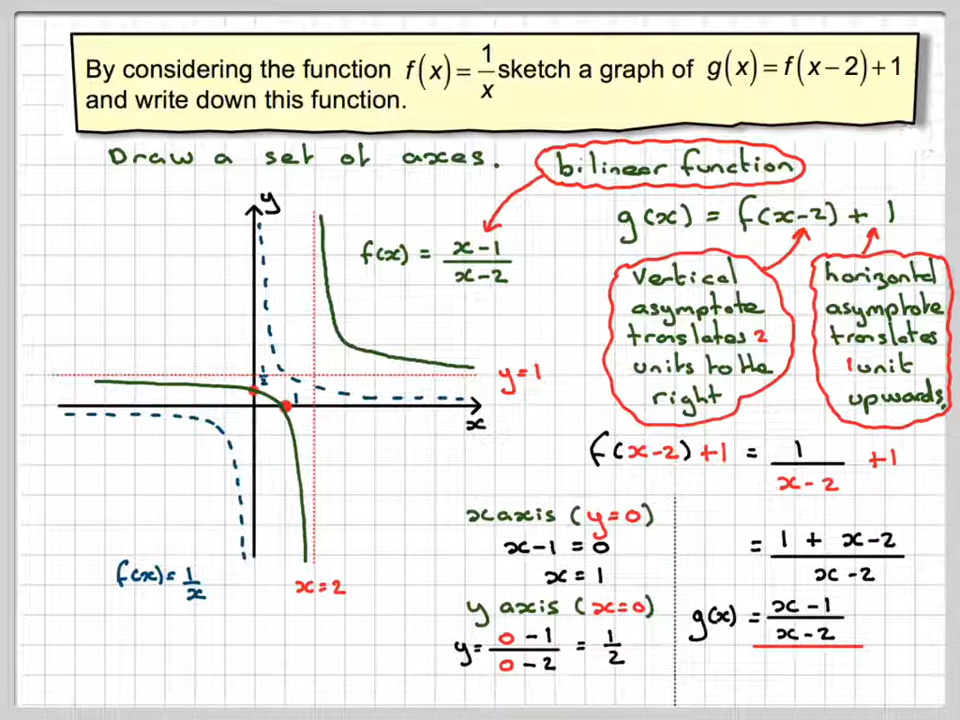 By considering the function f(x) = 1/x sketch a graph of g(x) = f(x−2)+1
and write down this function.
Draw a set of axes.
bilinear function
y
f(x) = x−1/x−2
g(x) = f(x−2) + 1
vertical
asymptote
translates 2
units to the
right
horizontal
asymptote
translates
1 unit
upwards.
1/2
1
y=1
x
f(x−2) +1 = 1/x−2 +1
x axis (y=0)
x−1 = 0
x = 1
= 1 + x−2/x−2
f(x) = 1/x
x=2
y axis (x=0)
y = 0−1/0−2 = 1/2
g(x) = x−1/x−2